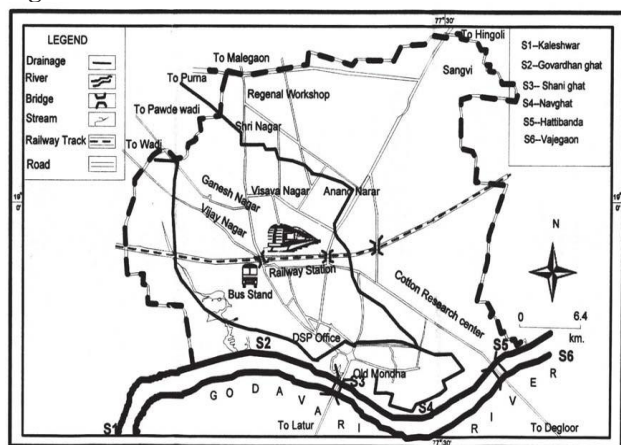 77° 30'
LEGEND
Drainage
River
Bridge
Stream
Railway Track
Road
S1--Kaleshwar
S2--Govardhan ghat
S3-- Shani ghat
S4--Navghat
S5--Hattibanda
S6--Vajegaon
To Hingoli
Sangvi
To Malegaon
To Purna
Regenal Workshop
To Pawde wadi
Shri Nagar
To Wadi
Ganesh Nagar
Visava Nagar
Anand Narar
Vijay Nagar
19° 0'
19° 0'
N
Railway Station
Bus Stand
Cotton Research center
0 6.4
km.
DSP Office
S2
S5
S6
Old Mondha
S3
S4
S1
GODAVARI RIVER
To Latur
To Degloor
77°30'